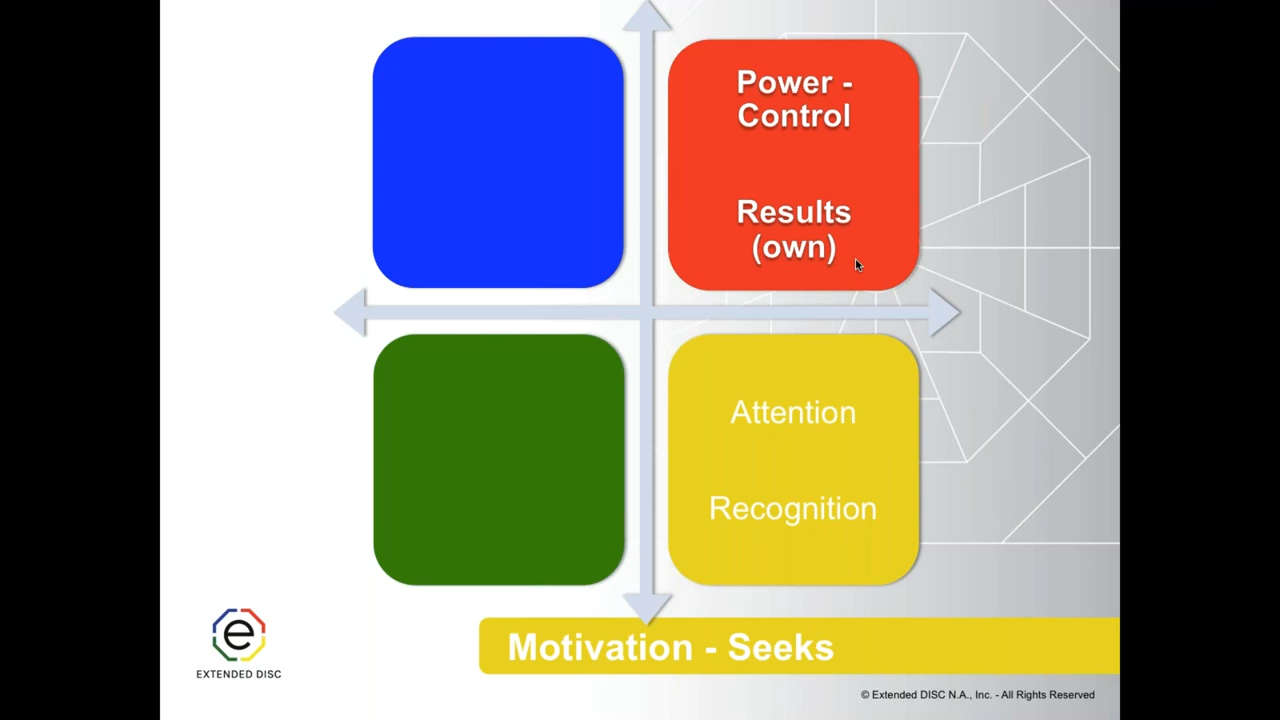 Power -
Control
Results
(own)
Attention
Recognition
Motivation - Seeks
e
EXTENDED DISC
© Extended DISC N.A., Inc. - All Rights Reserved